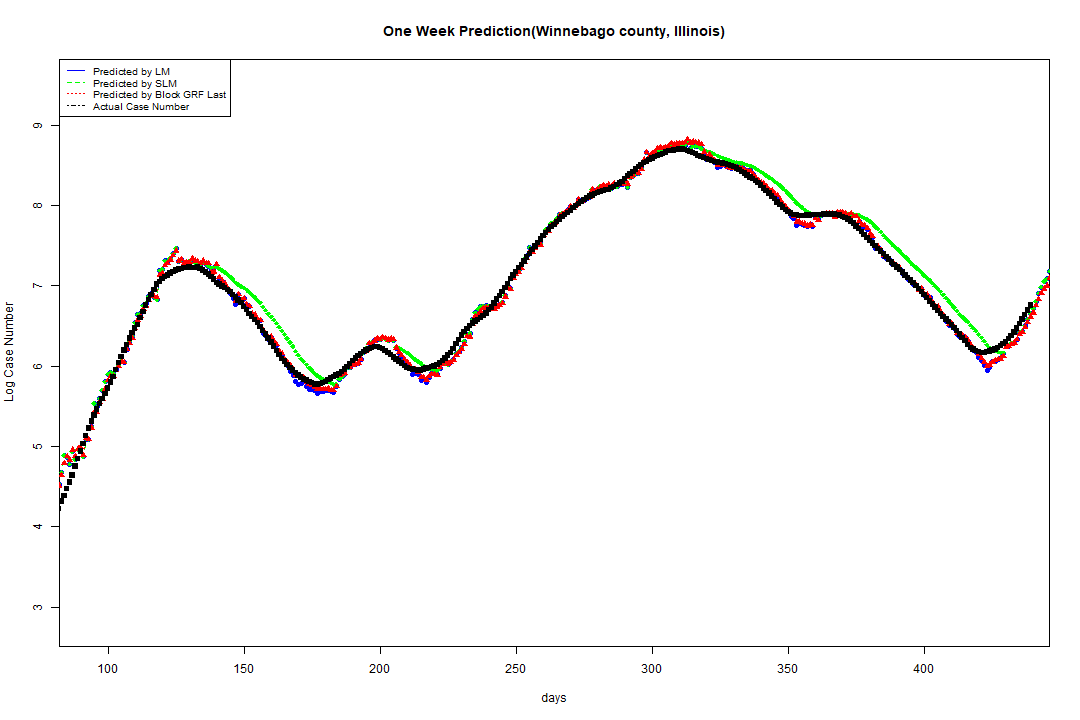 One Week Prediction(Winnebago county, Illinois)
Predicted by LM
Predicted by SLM
Predicted by Block GRF Last
Actual Case Number
9
8
7
6
5
4
3
Log Case Number
100 150 200 250 300 350 400
days